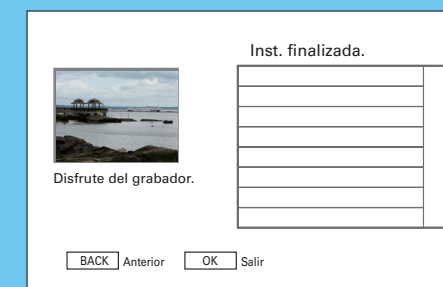 Inst. finalizada.
Disfrute del grabador.
BACK Anterior OK Salir